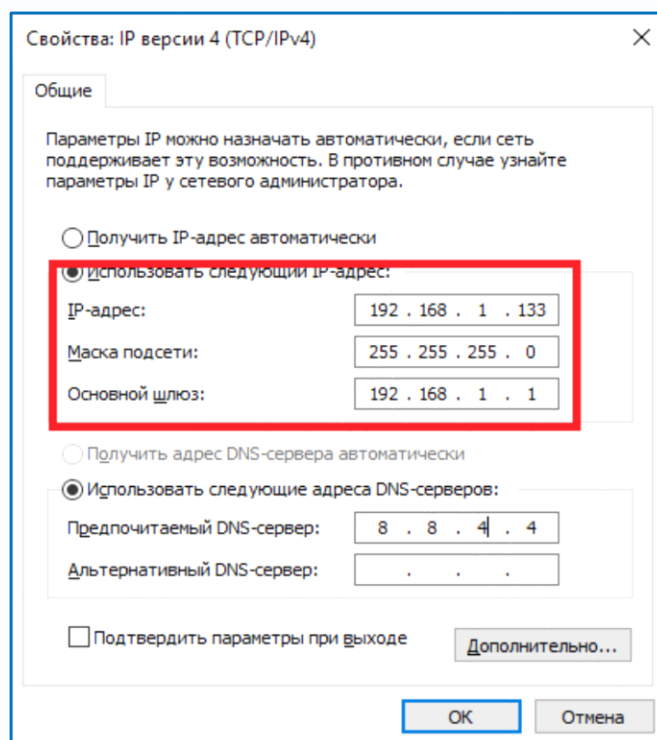 Свойства: IP версии 4 (TCP/IPv4)
Общие
Параметры IP можно назначать автоматически, если сеть
поддерживает эту возможность. В противном случае узнайте
параметры IP у сетевого администратора.
Получить IP-адрес автоматически
Использовать следующий IP-адрес:
IP-адрес: 192 . 168 . 1 . 133
Маска подсети: 255 . 255 . 255 . 0
Основной шлюз: 192 . 168 . 1 . 1
Получить адрес DNS-сервера автоматически
Использовать следующие адреса DNS-серверов:
Предпочитаемый DNS-сервер: 8 . 8 . 4 . 4
Альтернативный DNS-сервер: . . .
Подтвердить параметры при выходе Дополнительно...
ОК Отмена